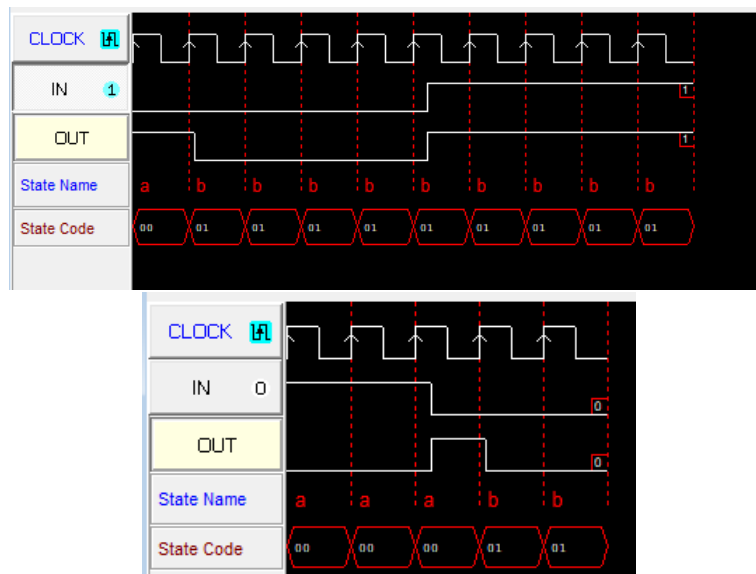 CLOCK
IN 1 1
OUT 1
State Name a b b b b b b b b b
State Code 00 01 01 01 01 01 01 01 01 01
CLOCK
IN 0 0
OUT 0
State Name a a a b b
State Code 00 00 00 01 01